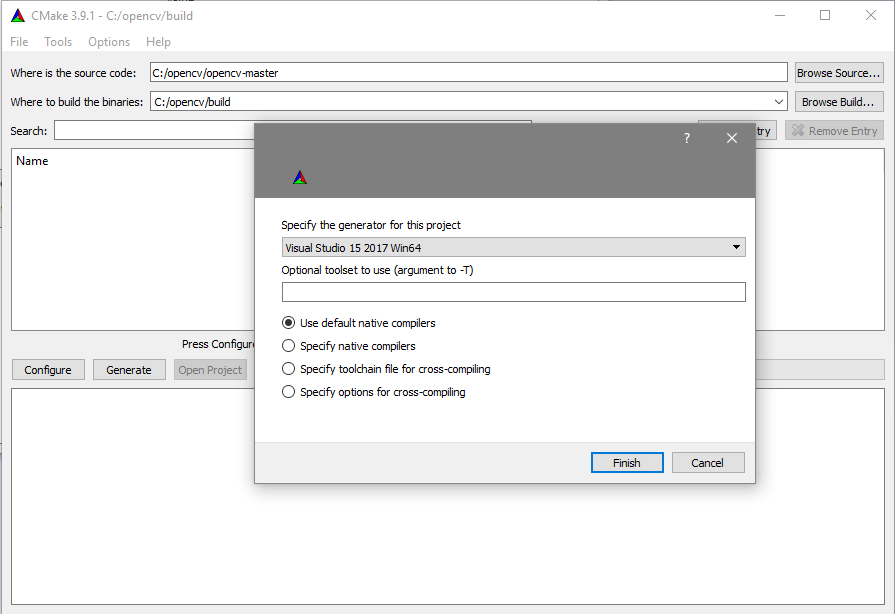 CMake 3.9.1 - C:/opencv/build
File Tools Options Help
Where is the source code: C:/opencv/opencv-master Browse Source...
Where to build the binaries: C:/opencv/build Browse Build...
Search: Remove Entry
?
Name
Specify the generator for this project
Visual Studio 15 2017 Win64
Optional toolset to use (argument to -T)
Use default native compilers
Press Configure
Specify native compilers
Configure Generate Open Project
Specify toolchain file for cross-compiling
Specify options for cross-compiling
Finish Cancel